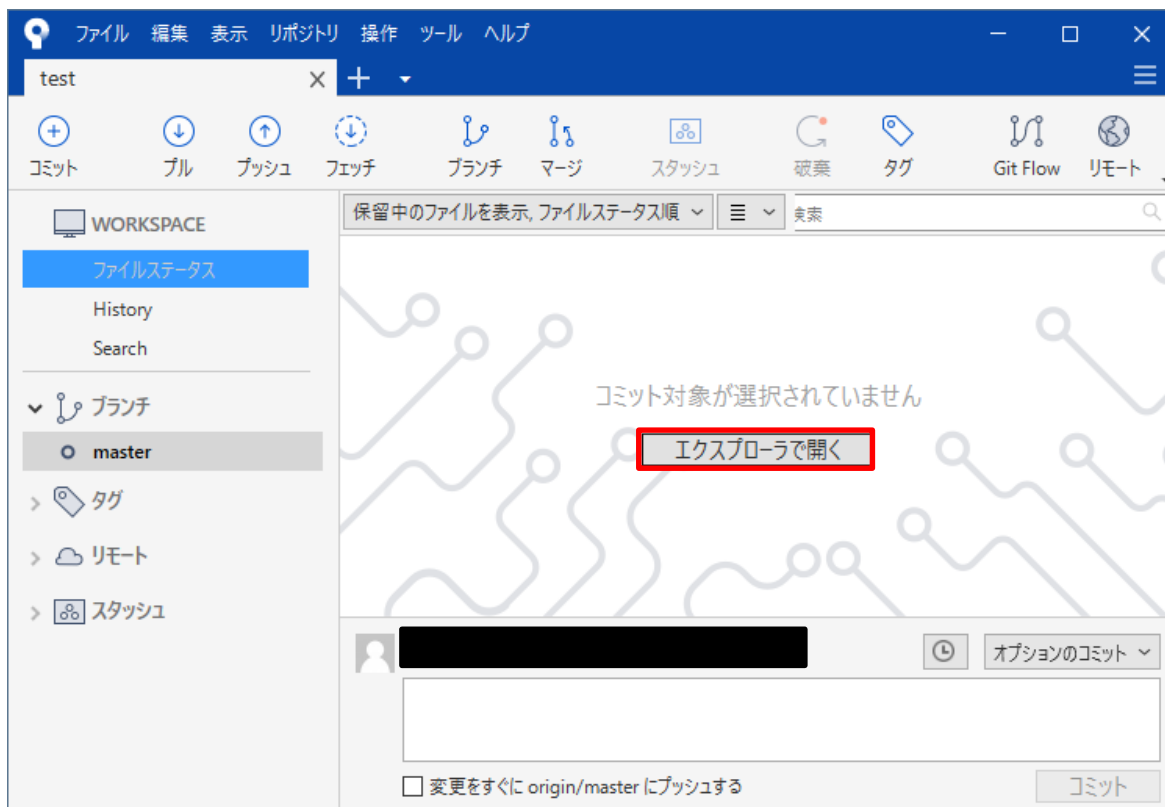 ファイル 編集 表示 リポジトリ 操作 ツール ヘルプ
test
コミット プル プッシュ フェッチ ブランチ マージ スタッシュ 破棄 タグ Git Flow リモート
WORKSPACE
ファイルステータス
History
Search
ブランチ
master
タグ
リモート
スタッシュ
保留中のファイルを表示, ファイルステータス順
検索
コミット対象が選択されていません
エクスプローラで開く
オプションのコミット
変更をすぐに origin/master にプッシュする
コミット